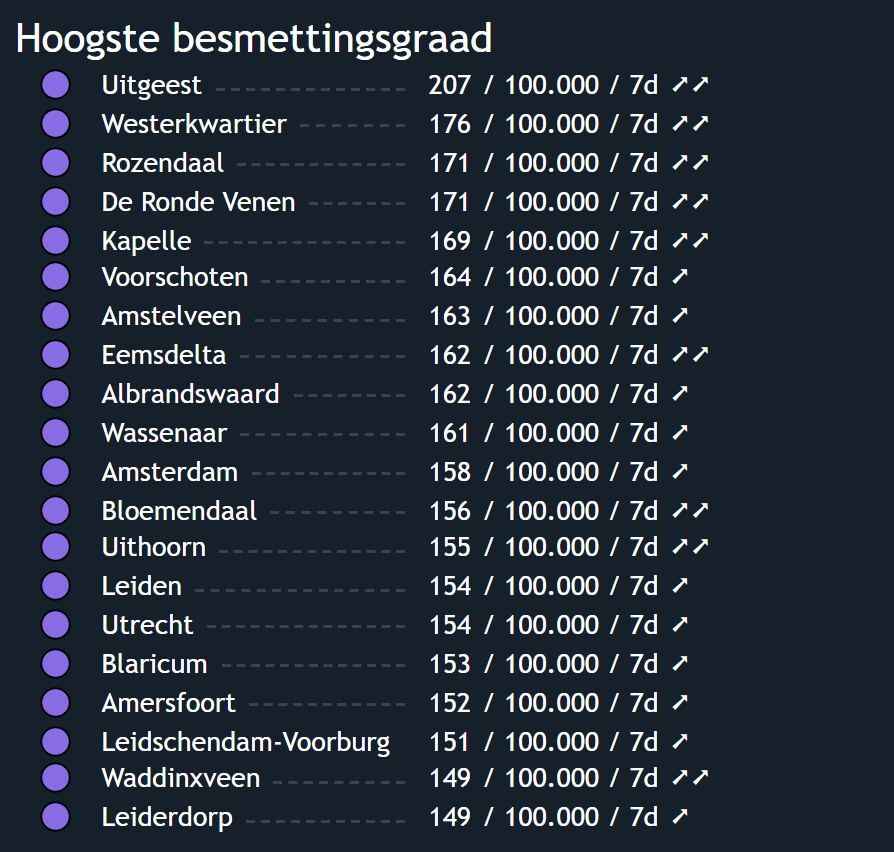 Hoogste besmettingsgraad
Uitgeest 207 / 100.000 / 7d ➚➚
Westerkwartier 176 / 100.000 / 7d ➚➚
Rozendaal 171 / 100.000 / 7d ➚➚
De Ronde Venen 171 / 100.000 / 7d ➚➚
Kapelle 169 / 100.000 / 7d ➚➚
Voorschoten 164 / 100.000 / 7d ➚
Amstelveen 163 / 100.000 / 7d ➚
Eemsdelta 162 / 100.000 / 7d ➚➚
Albrandswaard 162 / 100.000 / 7d ➚
Wassenaar 161 / 100.000 / 7d ➚
Amsterdam 158 / 100.000 / 7d ➚
Bloemendaal 156 / 100.000 / 7d ➚➚
Uithoorn 155 / 100.000 / 7d ➚➚
Leiden 154 / 100.000 / 7d ➚
Utrecht 154 / 100.000 / 7d ➚
Blaricum 153 / 100.000 / 7d ➚
Amersfoort 152 / 100.000 / 7d ➚
Leidschendam-Voorburg 151 / 100.000 / 7d ➚
Waddinxveen 149 / 100.000 / 7d ➚➚
Leiderdorp 149 / 100.000 / 7d ➚